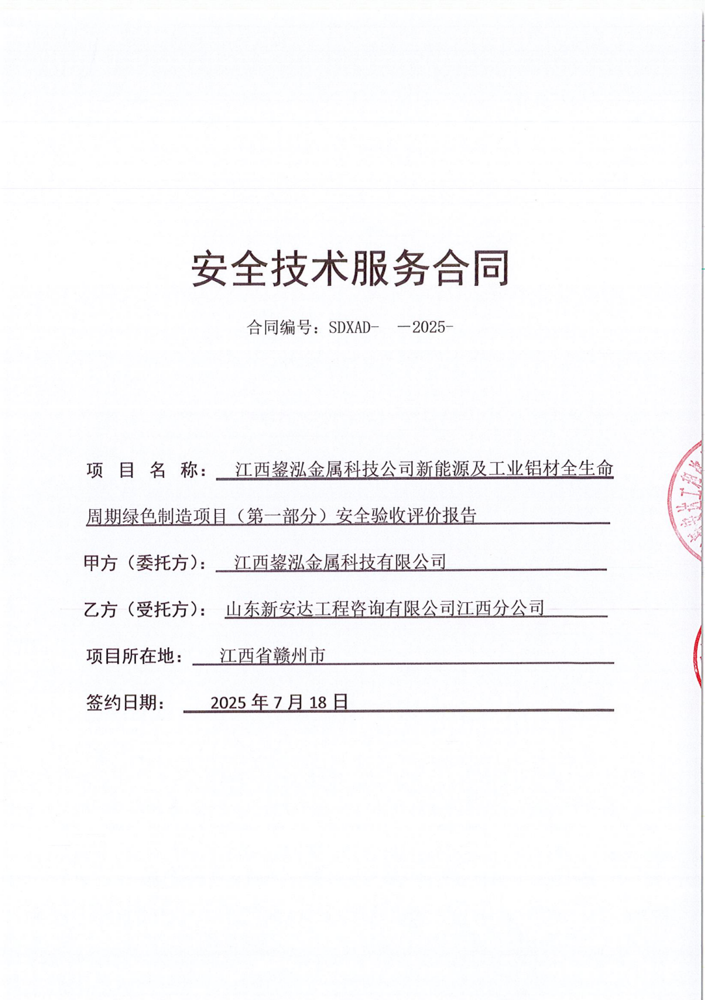 安全技术服务合同
合同编号：SDXAD- —2025-
项 目 名 称： 江西鋆泓金属科技公司新能源及工业铝材全生命
周期绿色制造项目（第一部分）安全验收评价报告
甲方（委托方）： 江西鋆泓金属科技有限公司
乙方（受托方）： 山东新安达工程咨询有限公司江西分公司
项目所在地： 江西省赣州市
签约日期： 2025 年 7 月 18 日